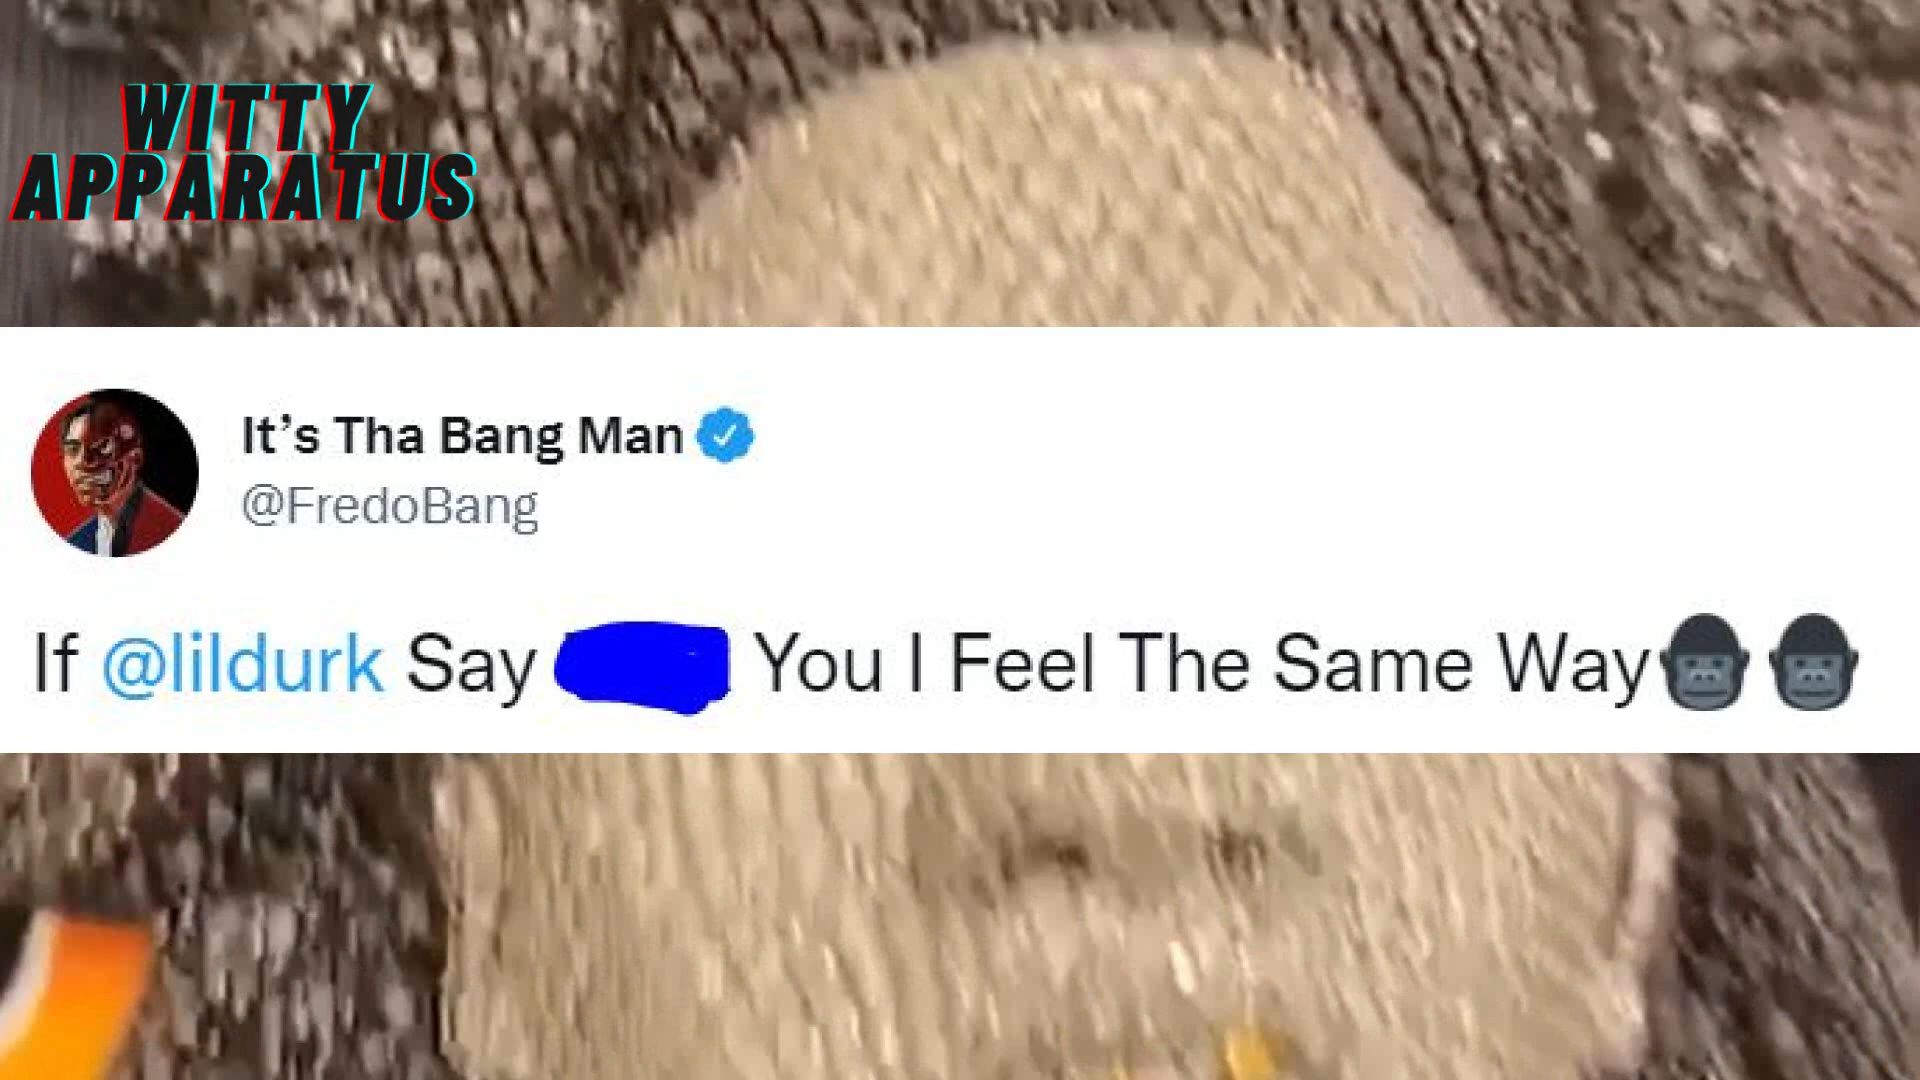 WITTY
APPARATUS
It’s Tha Bang Man
@FredoBang
If @lildurk Say You I Feel The Same Way🦍🦍